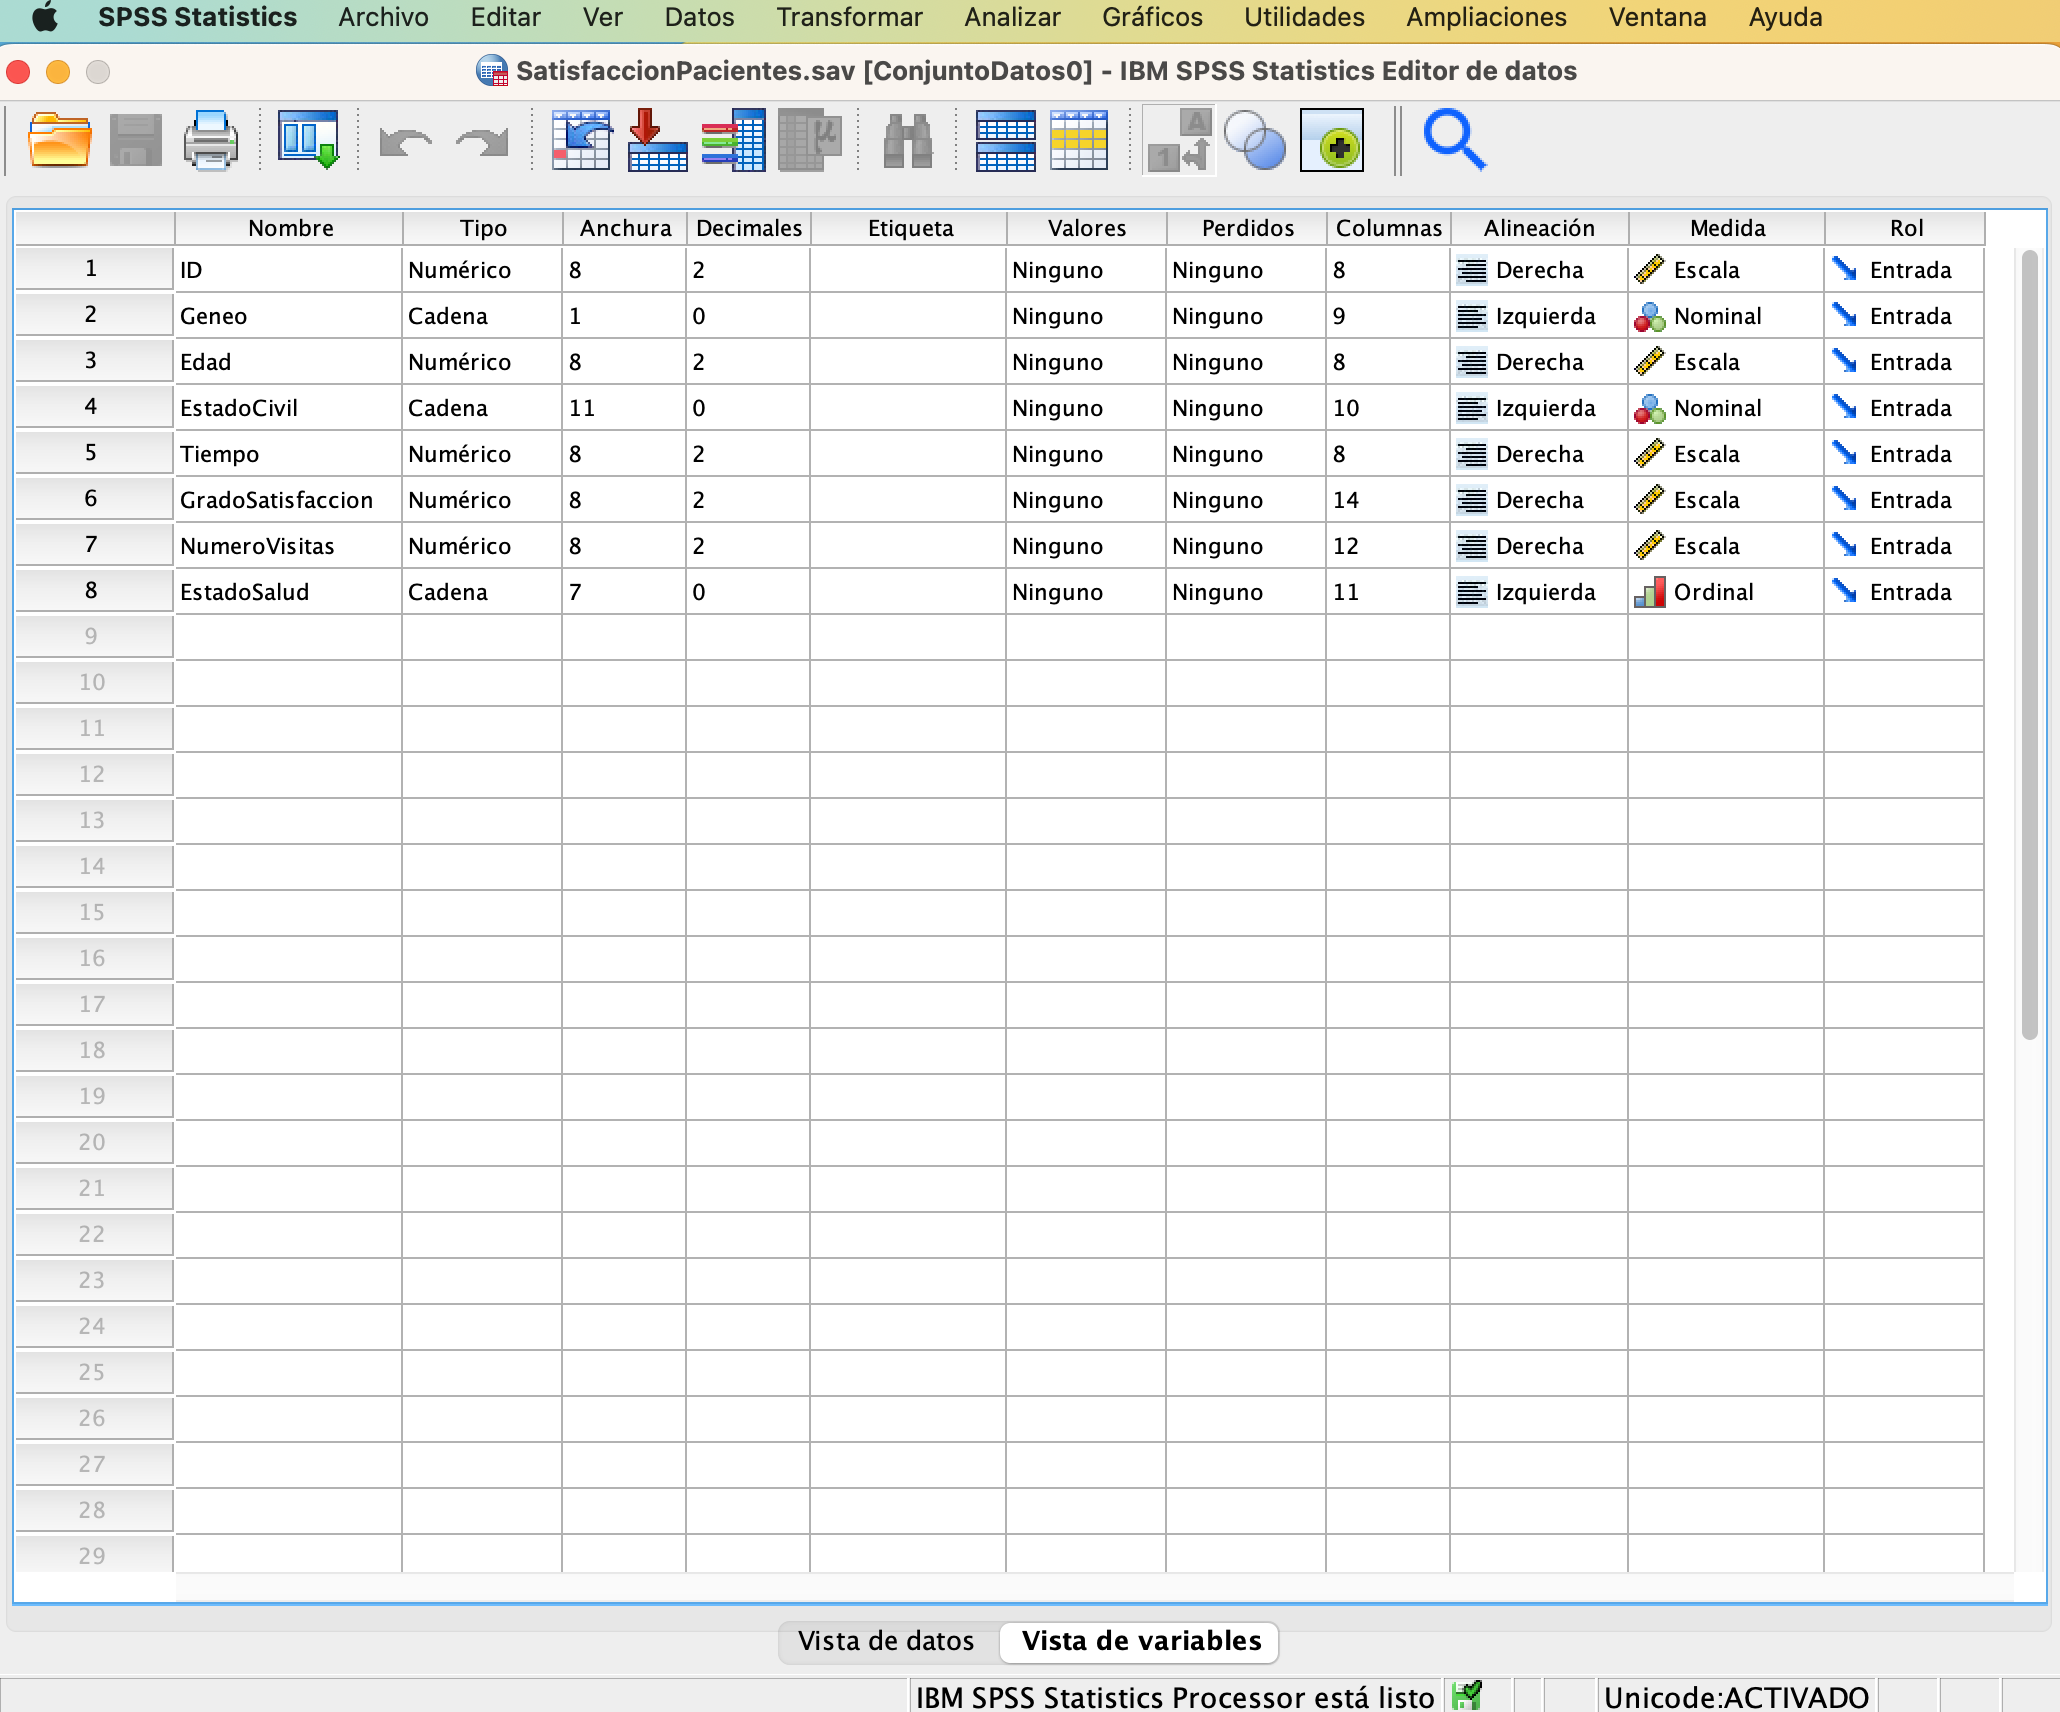 SPSS Statistics Archivo Editar Ver Datos Transformar Analizar Gráficos Utilidades Ampliaciones Ventana Ayuda
SatisfaccionPacientes.sav [ConjuntoDatos0] - IBM SPSS Statistics Editor de datos
Nombre Tipo Anchura Decimales Etiqueta Valores Perdidos Columnas Alineación Medida Rol
1 ID Numérico 8 2 Ninguno Ninguno 8 Derecha Escala Entrada
2 Geneo Cadena 1 0 Ninguno Ninguno 9 Izquierda Nominal Entrada
3 Edad Numérico 8 2 Ninguno Ninguno 8 Derecha Escala Entrada
4 EstadoCivil Cadena 11 0 Ninguno Ninguno 10 Izquierda Nominal Entrada
5 Tiempo Numérico 8 2 Ninguno Ninguno 8 Derecha Escala Entrada
6 GradoSatisfaccion Numérico 8 2 Ninguno Ninguno 14 Derecha Escala Entrada
7 NumeroVisitas Numérico 8 2 Ninguno Ninguno 12 Derecha Escala Entrada
8 EstadoSalud Cadena 7 0 Ninguno Ninguno 11 Izquierda Ordinal Entrada
9
10
11
12
13
14
15
16
17
18
19
20
21
22
23
24
25
26
27
28
29
Vista de datos Vista de variables
IBM SPSS Statistics Processor está listo Unicode:ACTIVADO